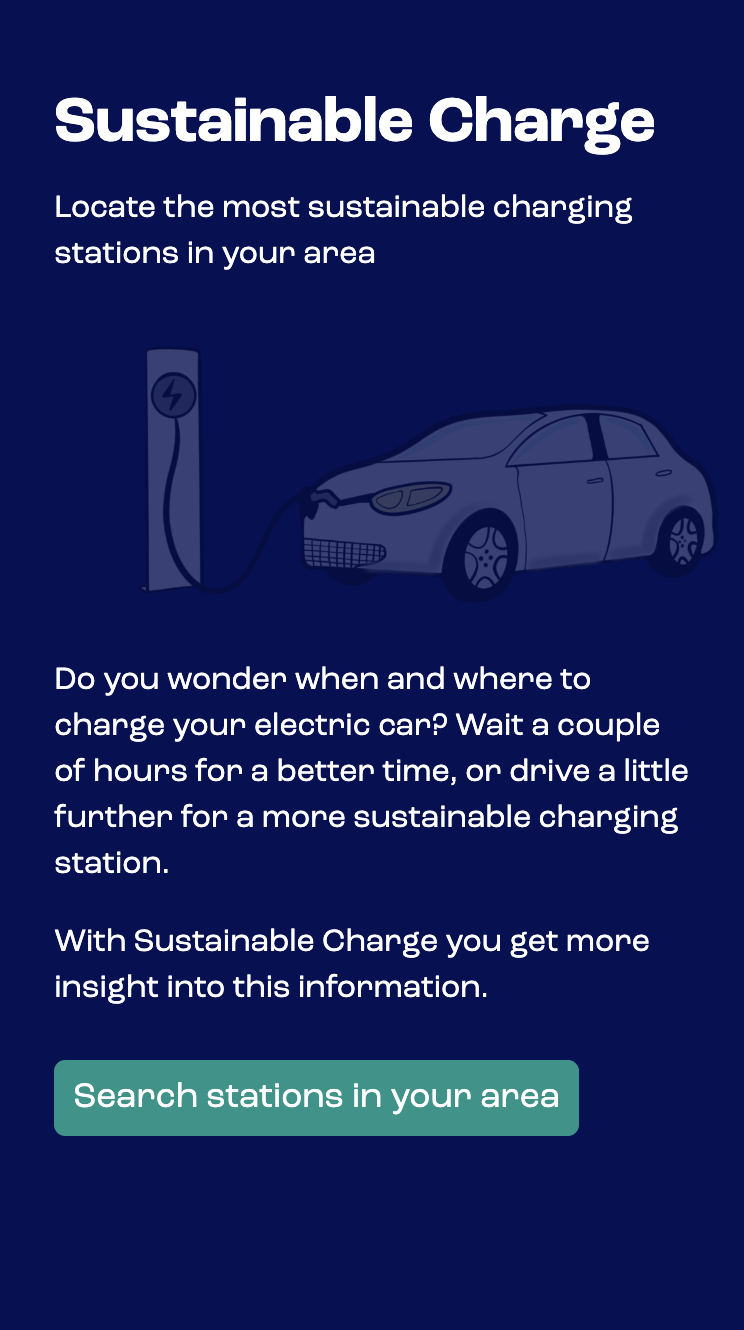 Sustainable Charge
Locate the most sustainable charging
stations in your area
Do you wonder when and where to
charge your electric car? Wait a couple
of hours for a better time, or drive a little
further for a more sustainable charging
station.
With Sustainable Charge you get more
insight into this information.
Search stations in your area